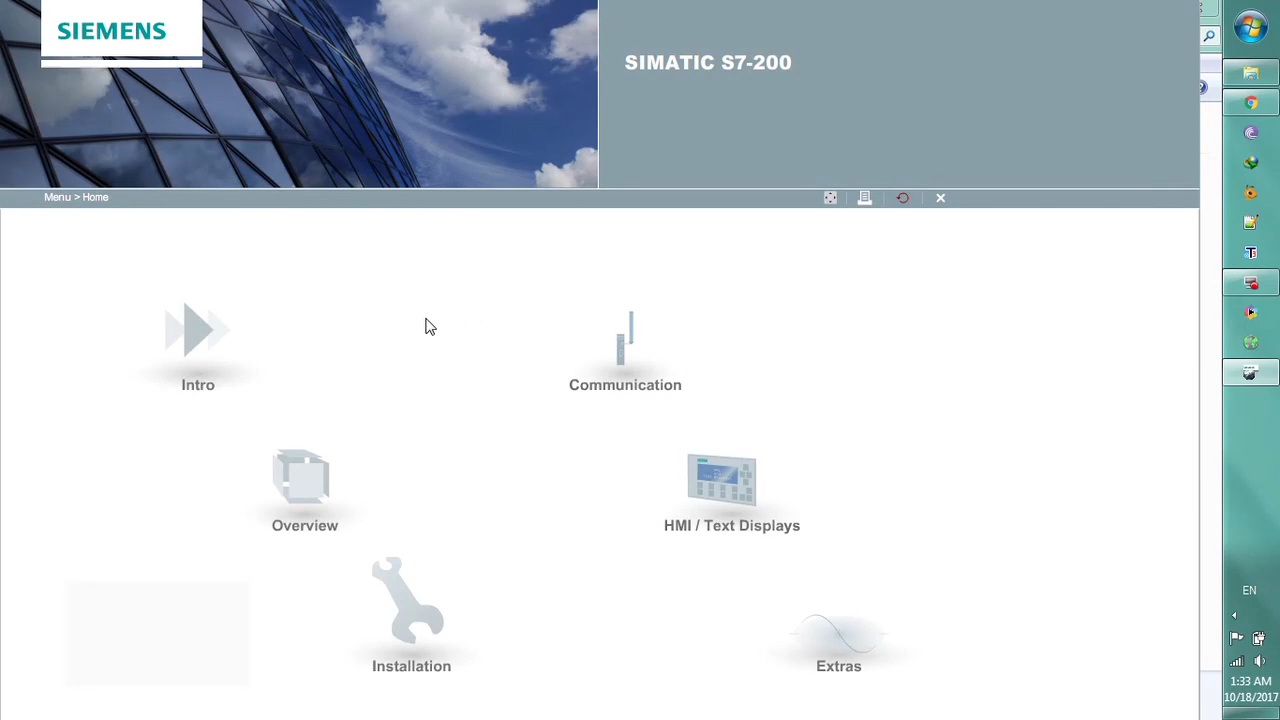 SIEMENS
SIMATIC S7-200
Menu > Home
Intro
Communication
Overview
HMI / Text Displays
Installation
Extras
EN
1:33 AM
10/18/2017